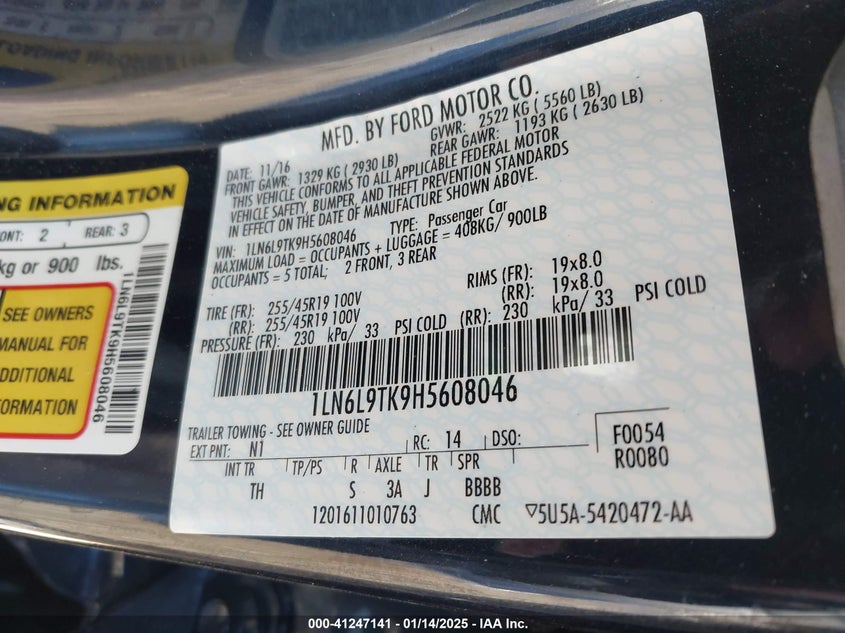 MFD. BY FORD MOTOR CO.
DATE: 11/16 GVWR: 2522 KG ( 5560 LB)
FRONT GAWR: 1329 KG ( 2930 LB) REAR GAWR: 1193 KG ( 2630 LB)
THIS VEHICLE CONFORMS TO ALL APPLICABLE FEDERAL MOTOR
VEHICLE SAFETY, BUMPER, AND THEFT PREVENTION STANDARDS
IN EFFECT ON THE DATE OF MANUFACTURE SHOWN ABOVE.
VIN: 1LN6L9TK9H5608046 TYPE: Passenger Car
MAXIMUM LOAD = OCCUPANTS + LUGGAGE = 408KG/ 900LB
OCCUPANTS = 5 TOTAL; 2 FRONT, 3 REAR
TIRE (FR): 255/45R19 100V RIMS (FR): 19x8.0
(RR): 255/45R19 100V (RR): 19x8.0
PRESSURE (FR): 230 kPa/ 33 PSI COLD (RR): 230 kPa/ 33 PSI COLD
1LN6L9TK9H5608046
TRAILER TOWING - SEE OWNER GUIDE
EXT PNT: N1 RC: 14 DSO: F0054
INT TR TP/PS R AXLE TR SPR R0080
TH S 3A J BBBB
1201611010763 CMC ▽5U5A-5420472-AA
NG INFORMATION
ONT: 2 REAR: 3
kg or 900 lbs.
SEE OWNERS
MANUAL FOR
ADDITIONAL
FORMATION
1LN6L9TK9H5608046
000-41247141 - 01/14/2025 - IAA Inc.